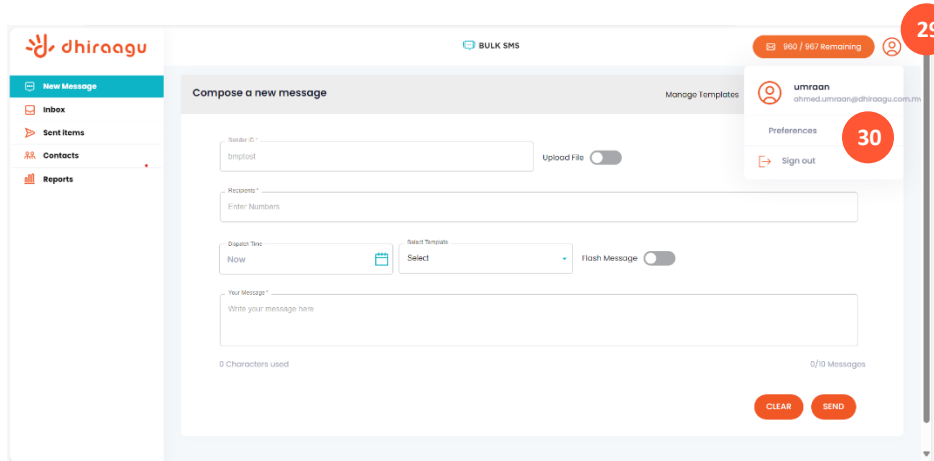 dhiraagu
BULK SMS
960 / 967 Remaining
29
New Message
Inbox
Sent items
Contacts
Reports
Compose a new message
Manage Templates
umraan
ahmed.umraan@dhiraagu.com.mv
Preferences
30
Sign out
Sender ID *
bmptest
Upload File
Recipients *
Enter Numbers
Dispatch Time
Now
Select Template
Select
Flash Message
Your Message *
Write your message here
0 Characters used
0/10 Messages
CLEAR
SEND